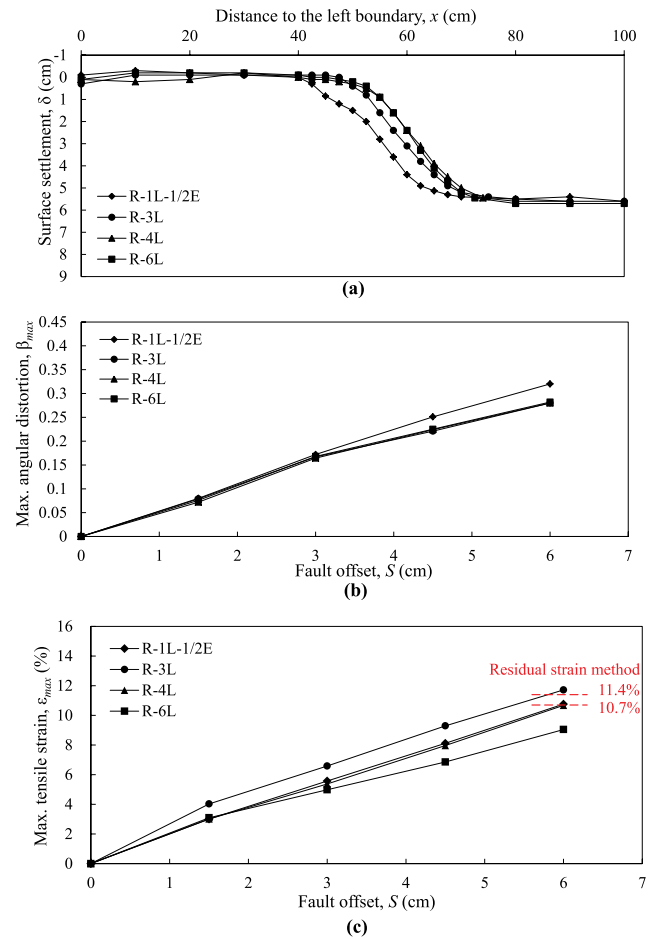 Distance to the left boundary, x (cm)
0 20 40 60 80 100
-1
0
1
2
3
4
5
6
7
8
9
Surface settlement, δ (cm)
R-1L-1/2E
R-3L
R-4L
R-6L
(a)
0.45
0.4
0.35
0.3
0.25
0.2
0.15
0.1
0.05
0
Max. angular distortion, βmax
R-1L-1/2E
R-3L
R-4L
R-6L
0 1 2 3 4 5 6 7
Fault offset, S (cm)
(b)
16
14
12
10
8
6
4
2
0
Max. tensile strain, εmax (%)
R-1L-1/2E
R-3L
R-4L
R-6L
Residual strain method
11.4%
10.7%
0 1 2 3 4 5 6 7
Fault offset, S (cm)
(c)